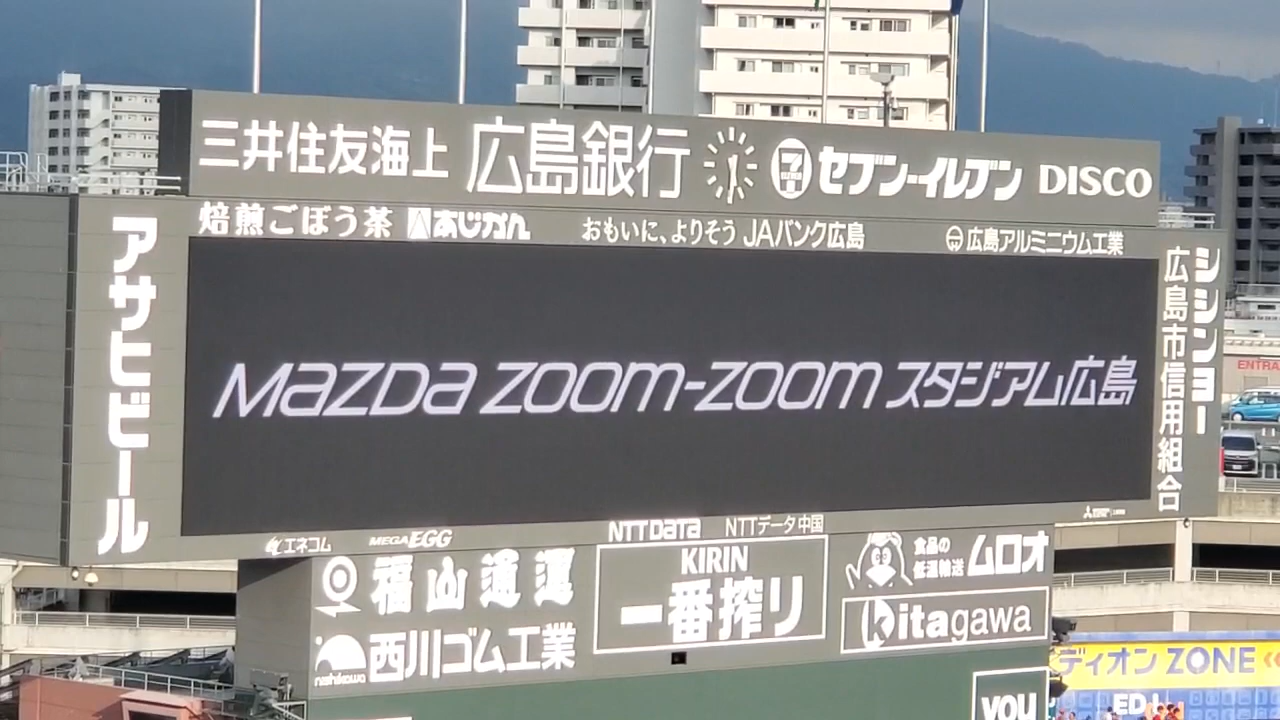 三井住友海上 広島銀行 セブン-イレブン DISCO
焙煎ごぼう茶 あじかん おもいに、よりそう JAバンク広島 広島アルミニウム工業
アサヒビール
MAZDA ZOOM-ZOOM スタジアム広島
シシンヨー
広島市信用組合
エネコム MEGA EGG NTT DATA NTTデータ中国
福山通運
KIRIN
一番搾り
食品の
低温輸送
ムロオ
kitagawa
nishikawa 西川ゴム工業
ENTRA
ディオン ZONE
ED
YOU